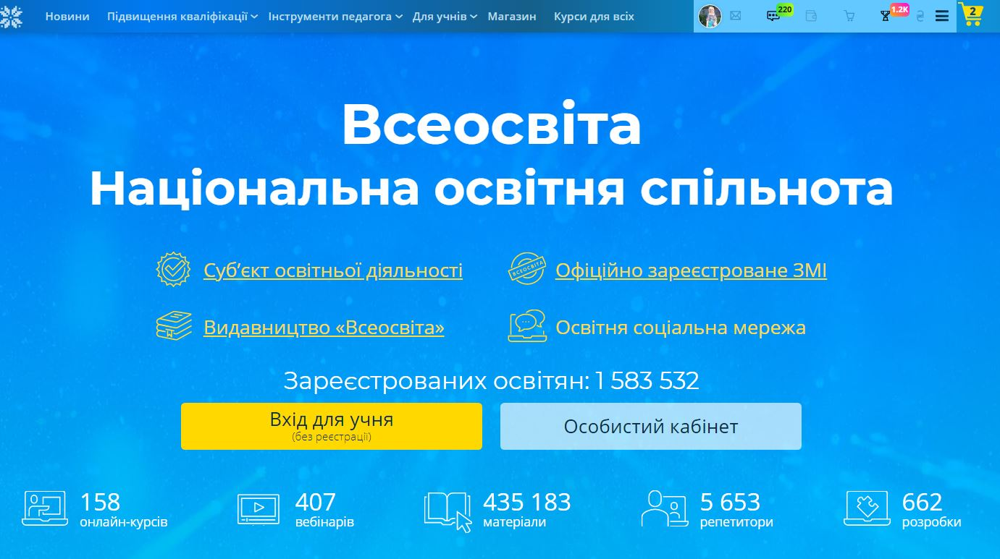 Новини Підвищення кваліфікації Інструменти педагога Для учнів Магазин Курси для всіх 220 1.2K ₴ 2
Всеосвіта
Національна освітня спільнота
Суб’єкт освітньої діяльності
ВСЕОСВІТА Офіційно зареєстроване ЗМІ
Видавництво «Всеосвіта»
Освітня соціальна мережа
Зареєстрованих освітян: 1 583 532
Вхід для учня
(без реєстрації)
Особистий кабінет
158
онлайн-курсів
407
вебінарів
435 183
матеріали
5 653
репетитори
662
розробки